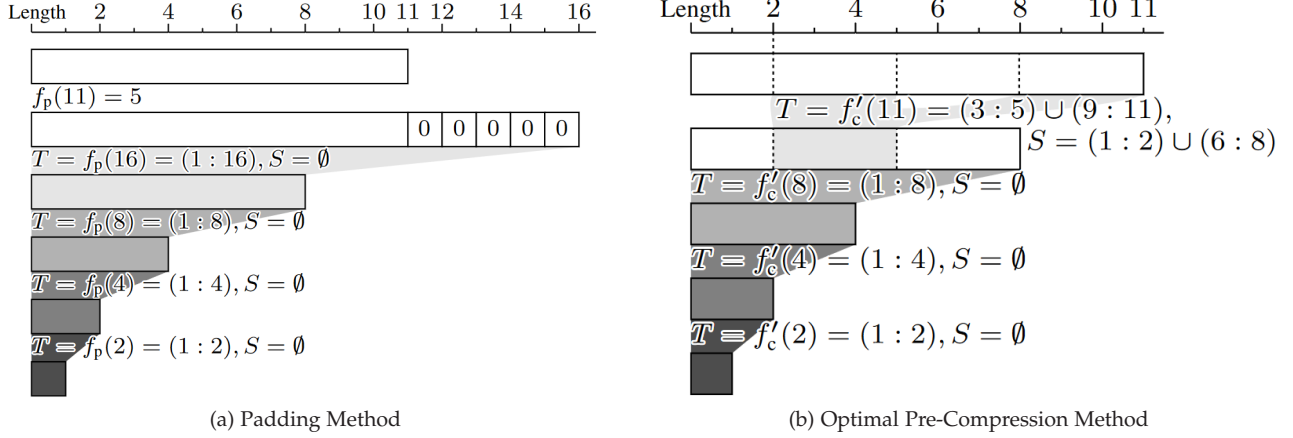 Length 2 4 6 8 10 11 12 14 16
f_p(11) = 5
0 0 0 0 0
T = f_p(16) = (1 : 16), S = ∅
T = f_p(8) = (1 : 8), S = ∅
T = f_p(4) = (1 : 4), S = ∅
T = f_p(2) = (1 : 2), S = ∅
(a) Padding Method
Length 2 4 6 8 10 11
T = f′_c(11) = (3 : 5) ∪ (9 : 11),
S = (1 : 2) ∪ (6 : 8)
T = f′_c(8) = (1 : 8), S = ∅
T = f′_c(4) = (1 : 4), S = ∅
T = f′_c(2) = (1 : 2), S = ∅
(b) Optimal Pre-Compression Method